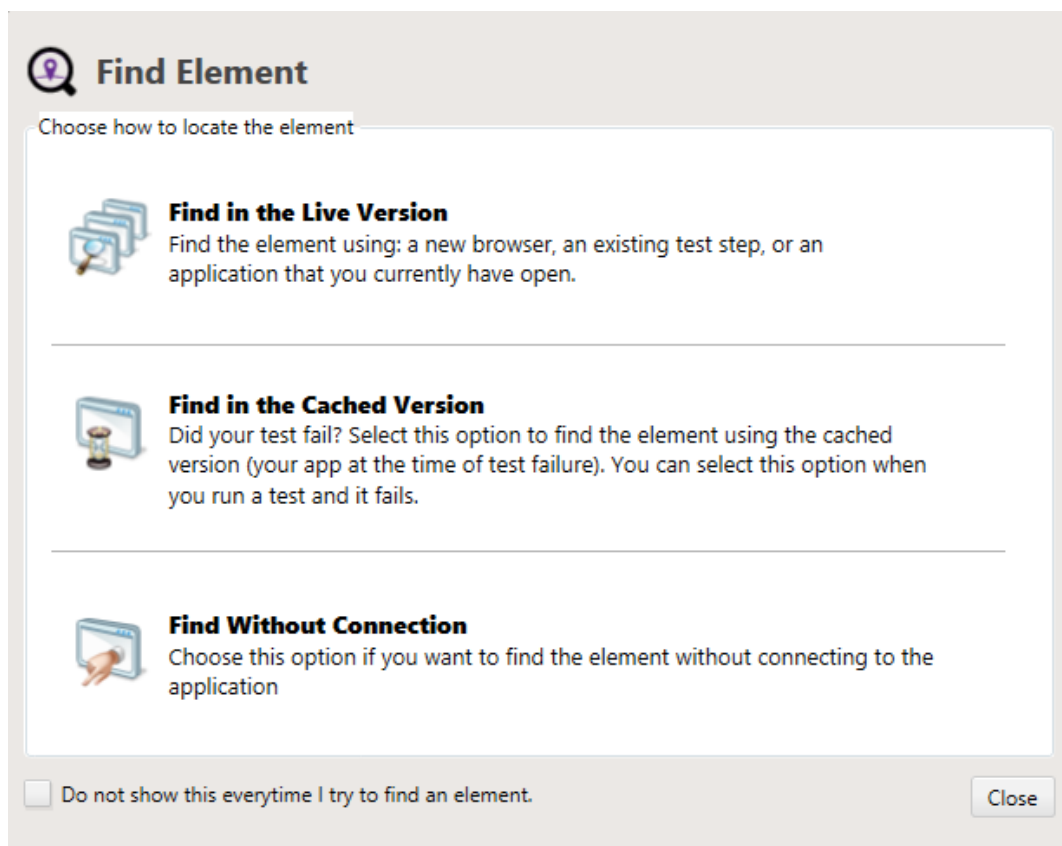 Find Element
Choose how to locate the element
Find in the Live Version
Find the element using: a new browser, an existing test step, or an
application that you currently have open.
Find in the Cached Version
Did your test fail? Select this option to find the element using the cached
version (your app at the time of test failure). You can select this option when
you run a test and it fails.
Find Without Connection
Choose this option if you want to find the element without connecting to the
application
Do not show this everytime I try to find an element.
Close